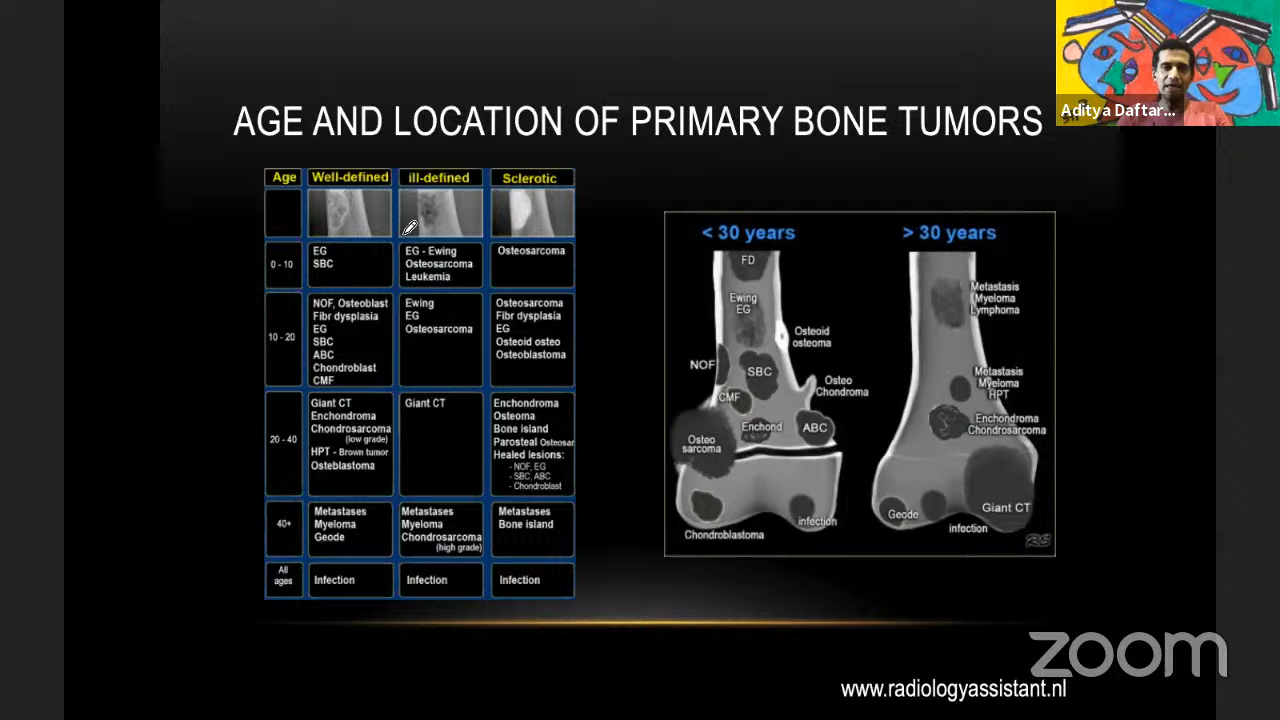 Aditya Daftar...
AGE AND LOCATION OF PRIMARY BONE TUMORS
Age Well-defined ill-defined Sclerotic
0 - 10
EG
SBC
EG - Ewing
Osteosarcoma
Leukemia
Osteosarcoma
10 - 20
NOF, Osteoblast
Fibr dysplasia
EG
SBC
ABC
Chondroblast
CMF
Ewing
EG
Osteosarcoma
Osteosarcoma
Fibr dysplasia
EG
Osteoid osteo
Osteoblastoma
20 - 40
Giant CT
Enchondroma
Chondrosarcoma
(low grade)
HPT - Brown tumor
Osteblastoma
Giant CT
Enchondroma
Osteoma
Bone island
Parosteal Osteosar
Healed lesions:
- NOF, EG
- SBC, ABC
- Chondroblast
40+
Metastases
Myeloma
Geode
Metastases
Myeloma
Chondrosarcoma
(high grade)
Metastases
Bone island
All
ages
Infection
Infection
Infection
< 30 years
FD
Ewing
EG
Osteoid
osteoma
NOF
SBC
Osteo
Chondroma
CMF
Enchond
ABC
Osteo
sarcoma
infection
Chondroblastoma
> 30 years
Metastasis
Myeloma
Lymphoma
Metastasis
Myeloma
HPT
Enchondroma
Chondrosarcoma
Geode
Giant CT
infection
RS
zoom
www.radiologyassistant.nl